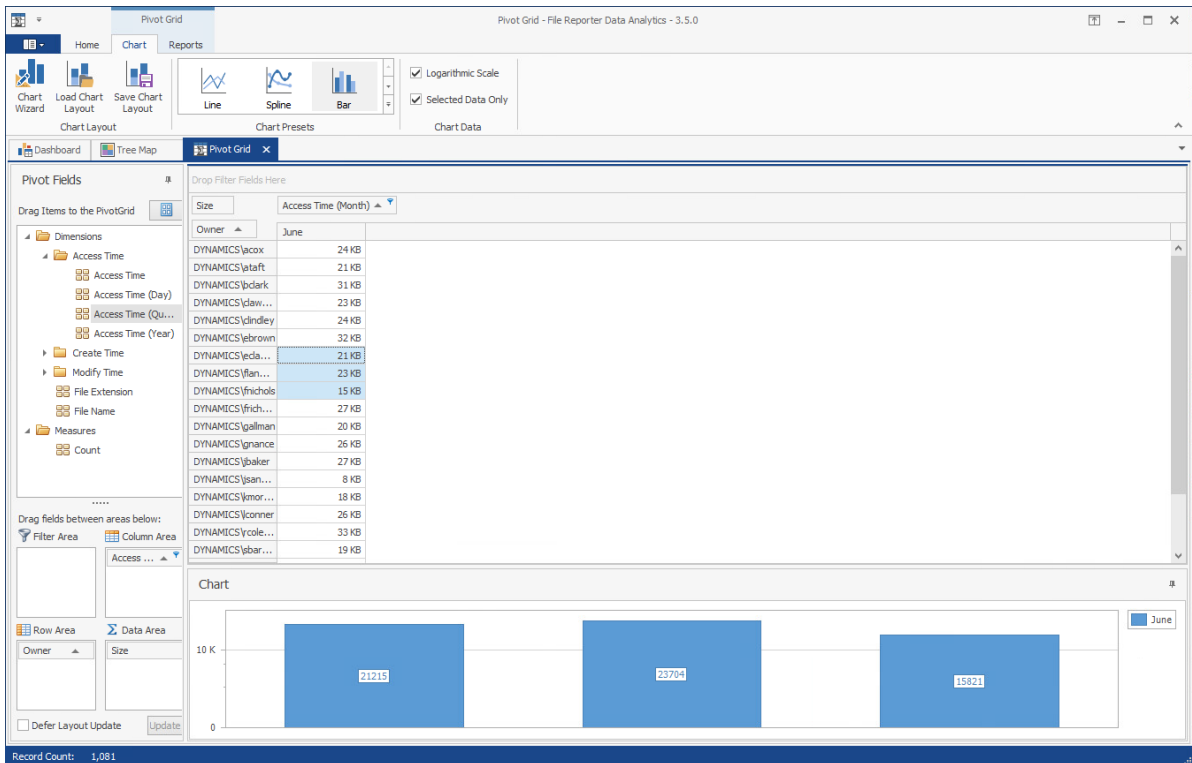 Pivot Grid
Pivot Grid - File Reporter Data Analytics - 3.5.0
Home Chart Reports
Chart Wizard
Load Chart Layout
Save Chart Layout
Chart Layout
Line
Spline
Bar
Chart Presets
Logarithmic Scale
Selected Data Only
Chart Data
Dashboard Tree Map Pivot Grid
Pivot Fields
Drag Items to the PivotGrid
Dimensions
Access Time
Access Time
Access Time (Day)
Access Time (Qu...
Access Time (Year)
Create Time
Modify Time
File Extension
File Name
Measures
Count
Drag fields between areas below:
Filter Area
Column Area
Access ...
Row Area
Data Area
Owner
Size
Defer Layout Update
Update
Drop Filter Fields Here
Size
Access Time (Month)
Owner
June
DYNAMICS\acox 24 KB
DYNAMICS\ataft 21 KB
DYNAMICS\bclark 31 KB
DYNAMICS\claw... 23 KB
DYNAMICS\clindley 24 KB
DYNAMICS\ebrown 32 KB
DYNAMICS\ecla... 21 KB
DYNAMICS\flan... 23 KB
DYNAMICS\fnichols 15 KB
DYNAMICS\frich... 27 KB
DYNAMICS\gallman 20 KB
DYNAMICS\gnance 26 KB
DYNAMICS\jbaker 27 KB
DYNAMICS\jsan... 8 KB
DYNAMICS\kmor... 18 KB
DYNAMICS\lconner 26 KB
DYNAMICS\rcole... 33 KB
DYNAMICS\sbar... 19 KB
Chart
10 K
0
21215
23704
15821
June
Record Count: 1,081